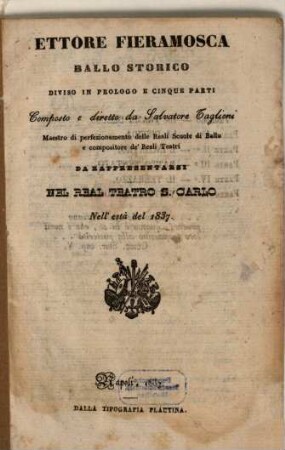 ETTORE FIERAMOSCA
BALLO STORICO
DIVISO IN PROLOGO E CINQUE PARTI
Composto e diretto da Salvatore Taglioni
Maestro di perfezionamento delle Reali Scuole di Ballo
e compositore de' Reali Teatri
DA RAPPRESENTARSI
NEL REAL TEATRO S. CARLO
Nell' està del 1837.
Napoli,
DALLA TIPOGRAFIA FLAUTINA.